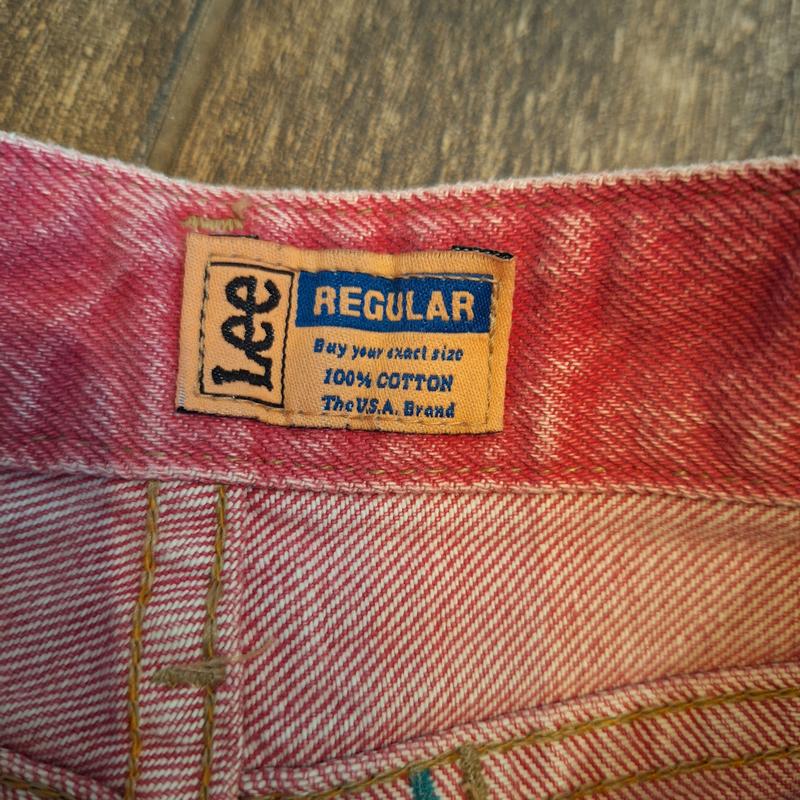 Lee
REGULAR
Buy your exact size
100% COTTON
The U.S.A. Brand